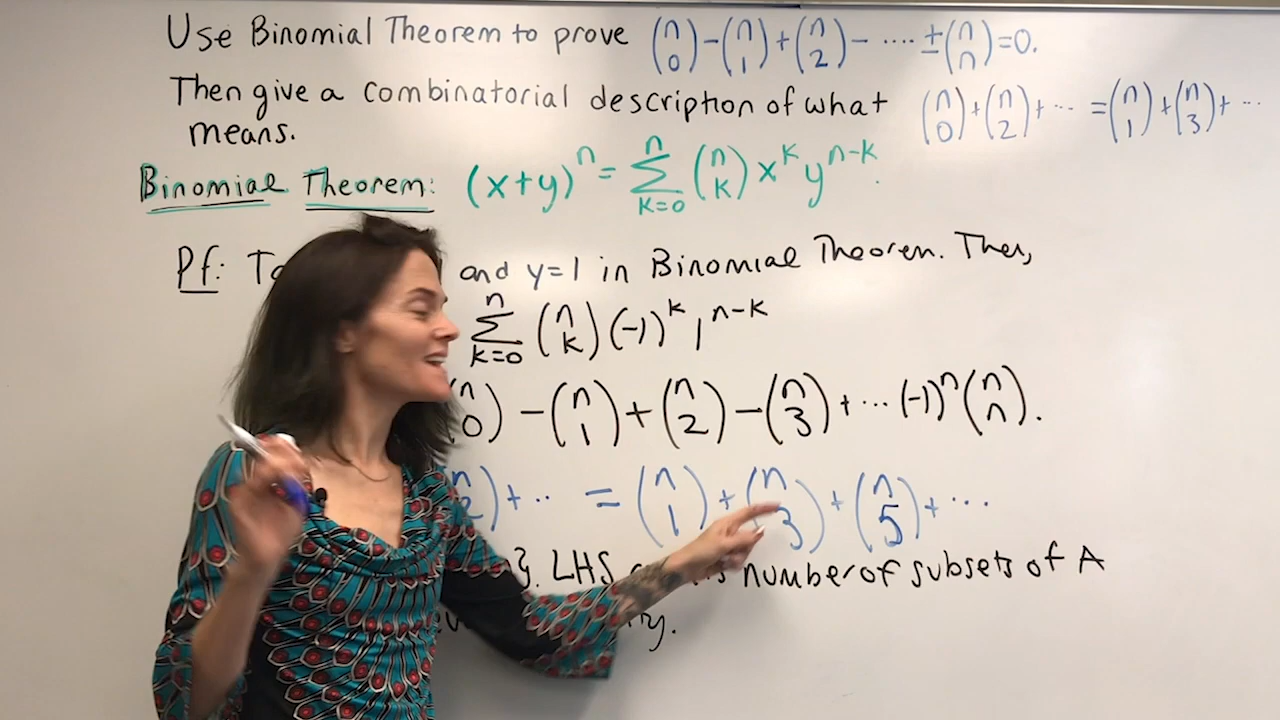 Use Binomial Theorem to prove (n 0) − (n 1) + (n 2) − ···· ± (n n) = 0.
Then give a combinatorial description of what (n 0) + (n 2) + ··· = (n 1) + (n 3) + ···
means.
Binomial Theorem: (x+y)^n = Σ_{k=0}^{n} (n k) x^k y^{n-k}.
Pf: and y=1 in Binomial Theorem. Then,
Σ_{k=0}^{n} (n k) (-1)^k 1^{n-k}
(n 0) − (n 1) + (n 2) − (n 3) + ··· (-1)^n (n n).
(n 2) + ·· = (n 1) + (n 3) + (n 5) + ···
}. LHS number of subsets of A